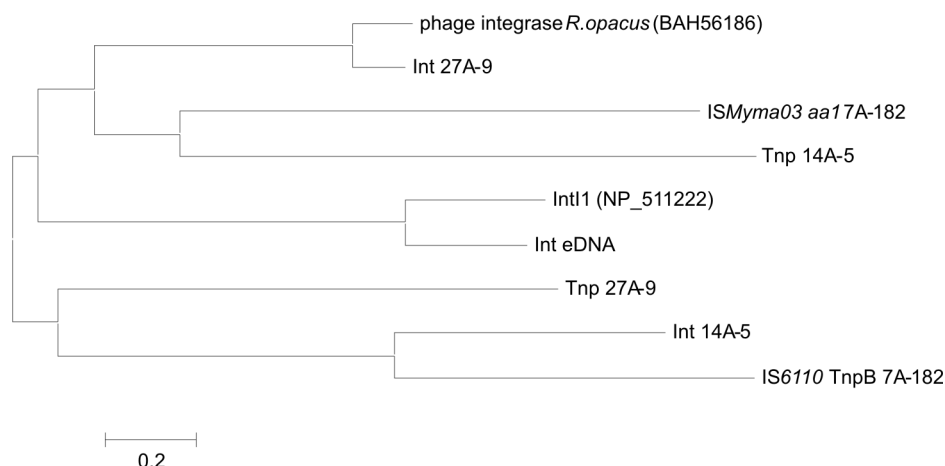 phage integrase R.opacus (BAH56186)
Int 27A-9
ISMyma03 aa17A-182
Tnp 14A-5
IntI1 (NP_511222)
Int eDNA
Tnp 27A-9
Int 14A-5
IS6110 TnpB 7A-182
0.2